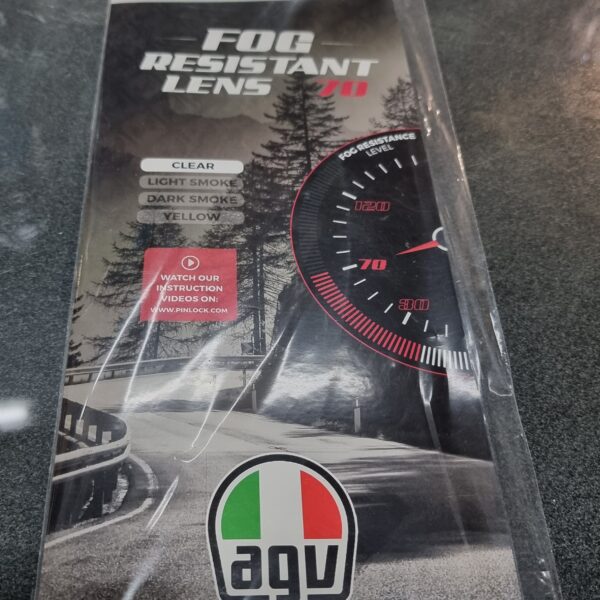 FOG
RESISTANT
LENS 70
CLEAR
LIGHT SMOKE
DARK SMOKE
YELLOW
WATCH OUR
INSTRUCTION
VIDEOS ON:
WWW.PINLOCK.COM
FOG RESISTANCE
LEVEL
120
70
30
agv